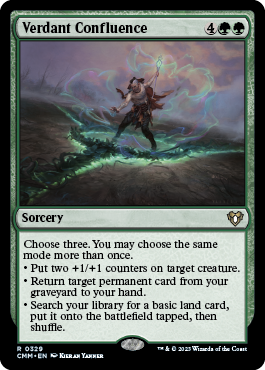 Verdant Confluence 4
Sorcery
Choose three. You may choose the same
mode more than once.
• Put two +1/+1 counters on target creature.
• Return target permanent card from your
graveyard to your hand.
• Search your library for a basic land card,
put it onto the battlefield tapped, then
shuffle.
R 0329
CMM • EN KIERAN YANNER
™ & © 2023 Wizards of the Coast